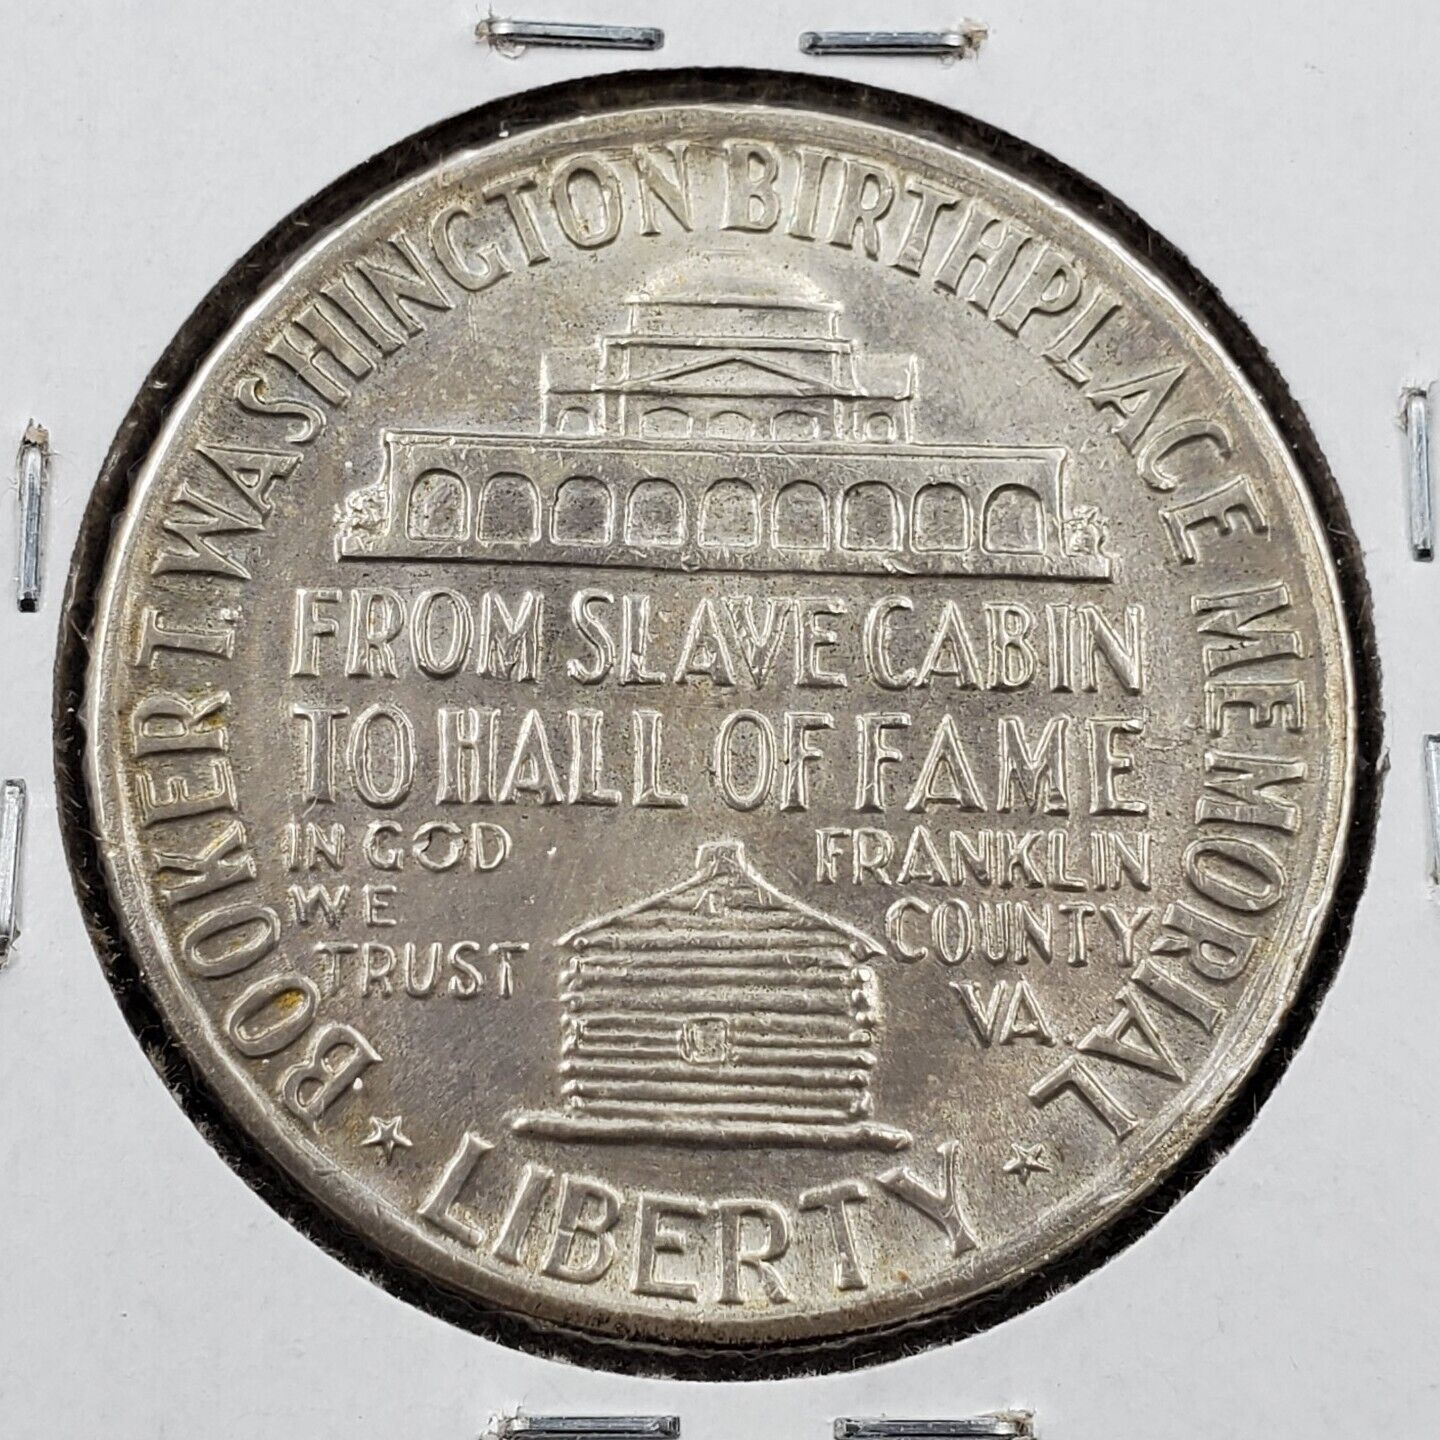 BOOKER T. WASHINGTON BIRTHPLACE MEMORIAL
FROM SLAVE CABIN
TO HALL OF FAME
IN GOD
WE
TRUST
FRANKLIN
COUNTY
VA.
LIBERTY